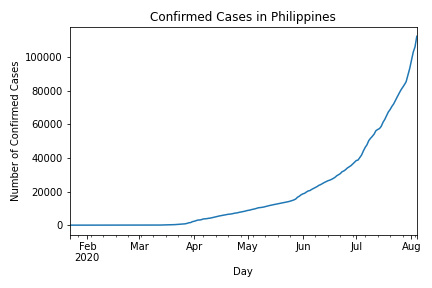 Confirmed Cases in Philippines
Number of Confirmed Cases
100000
80000
60000
40000
20000
0
Feb Mar Apr May Jun Jul Aug
2020
Day